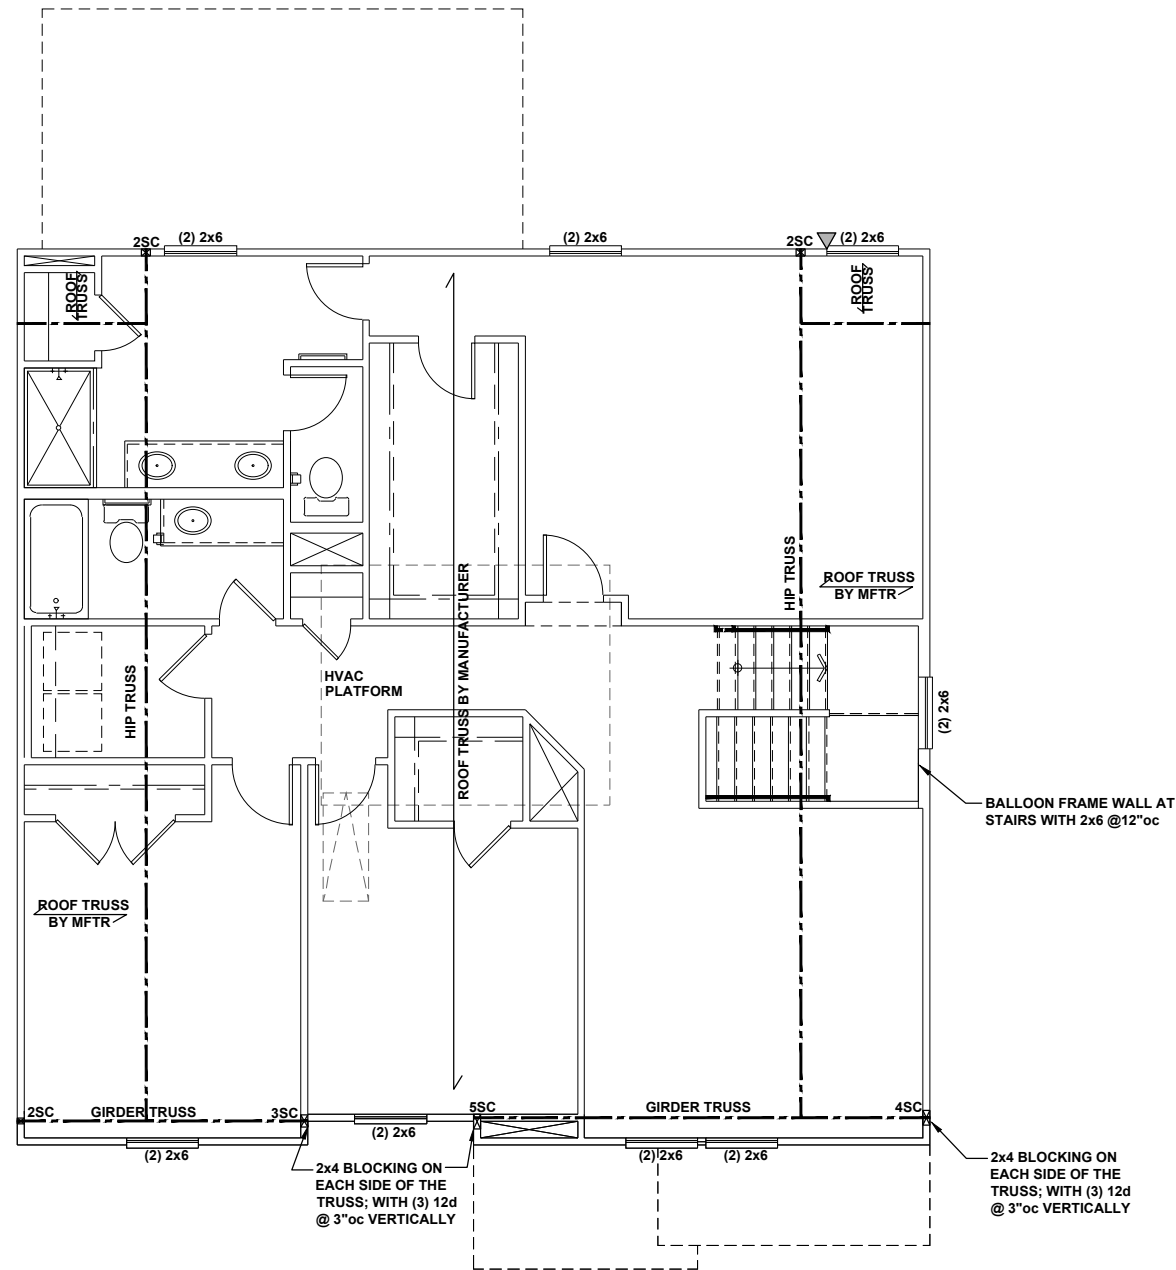 2SC
(2) 2x6
(2) 2x6
2SC
(2) 2x6
ROOF
TRUSS
ROOF
TRUSS
HIP TRUSS
ROOF TRUSS
BY MFTR
ROOF TRUSS BY MANUFACTURER
HVAC
PLATFORM
HIP TRUSS
(2) 2x6
BALLOON FRAME WALL AT
STAIRS WITH 2x6 @12"oc
ROOF TRUSS
BY MFTR
2SC
GIRDER TRUSS
3SC
5SC
GIRDER TRUSS
4SC
(2) 2x6
(2) 2x6
(2) 2x6
(2) 2x6
2x4 BLOCKING ON
EACH SIDE OF THE
TRUSS; WITH (3) 12d
@ 3"oc VERTICALLY
2x4 BLOCKING ON
EACH SIDE OF THE
TRUSS; WITH (3) 12d
@ 3"oc VERTICALLY